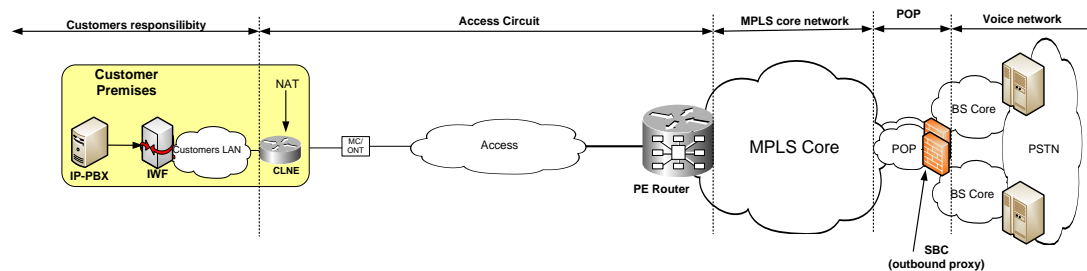 Customers responsilibity
Access Circuit
MPLS core network
POP
Voice network
Customer
Premises
NAT
IP-PBX
IWF
Customers LAN
CLNE
MC/
ONT
Access
PE Router
MPLS Core
POP
BS Core
BS Core
PSTN
SBC
(outbound proxy)